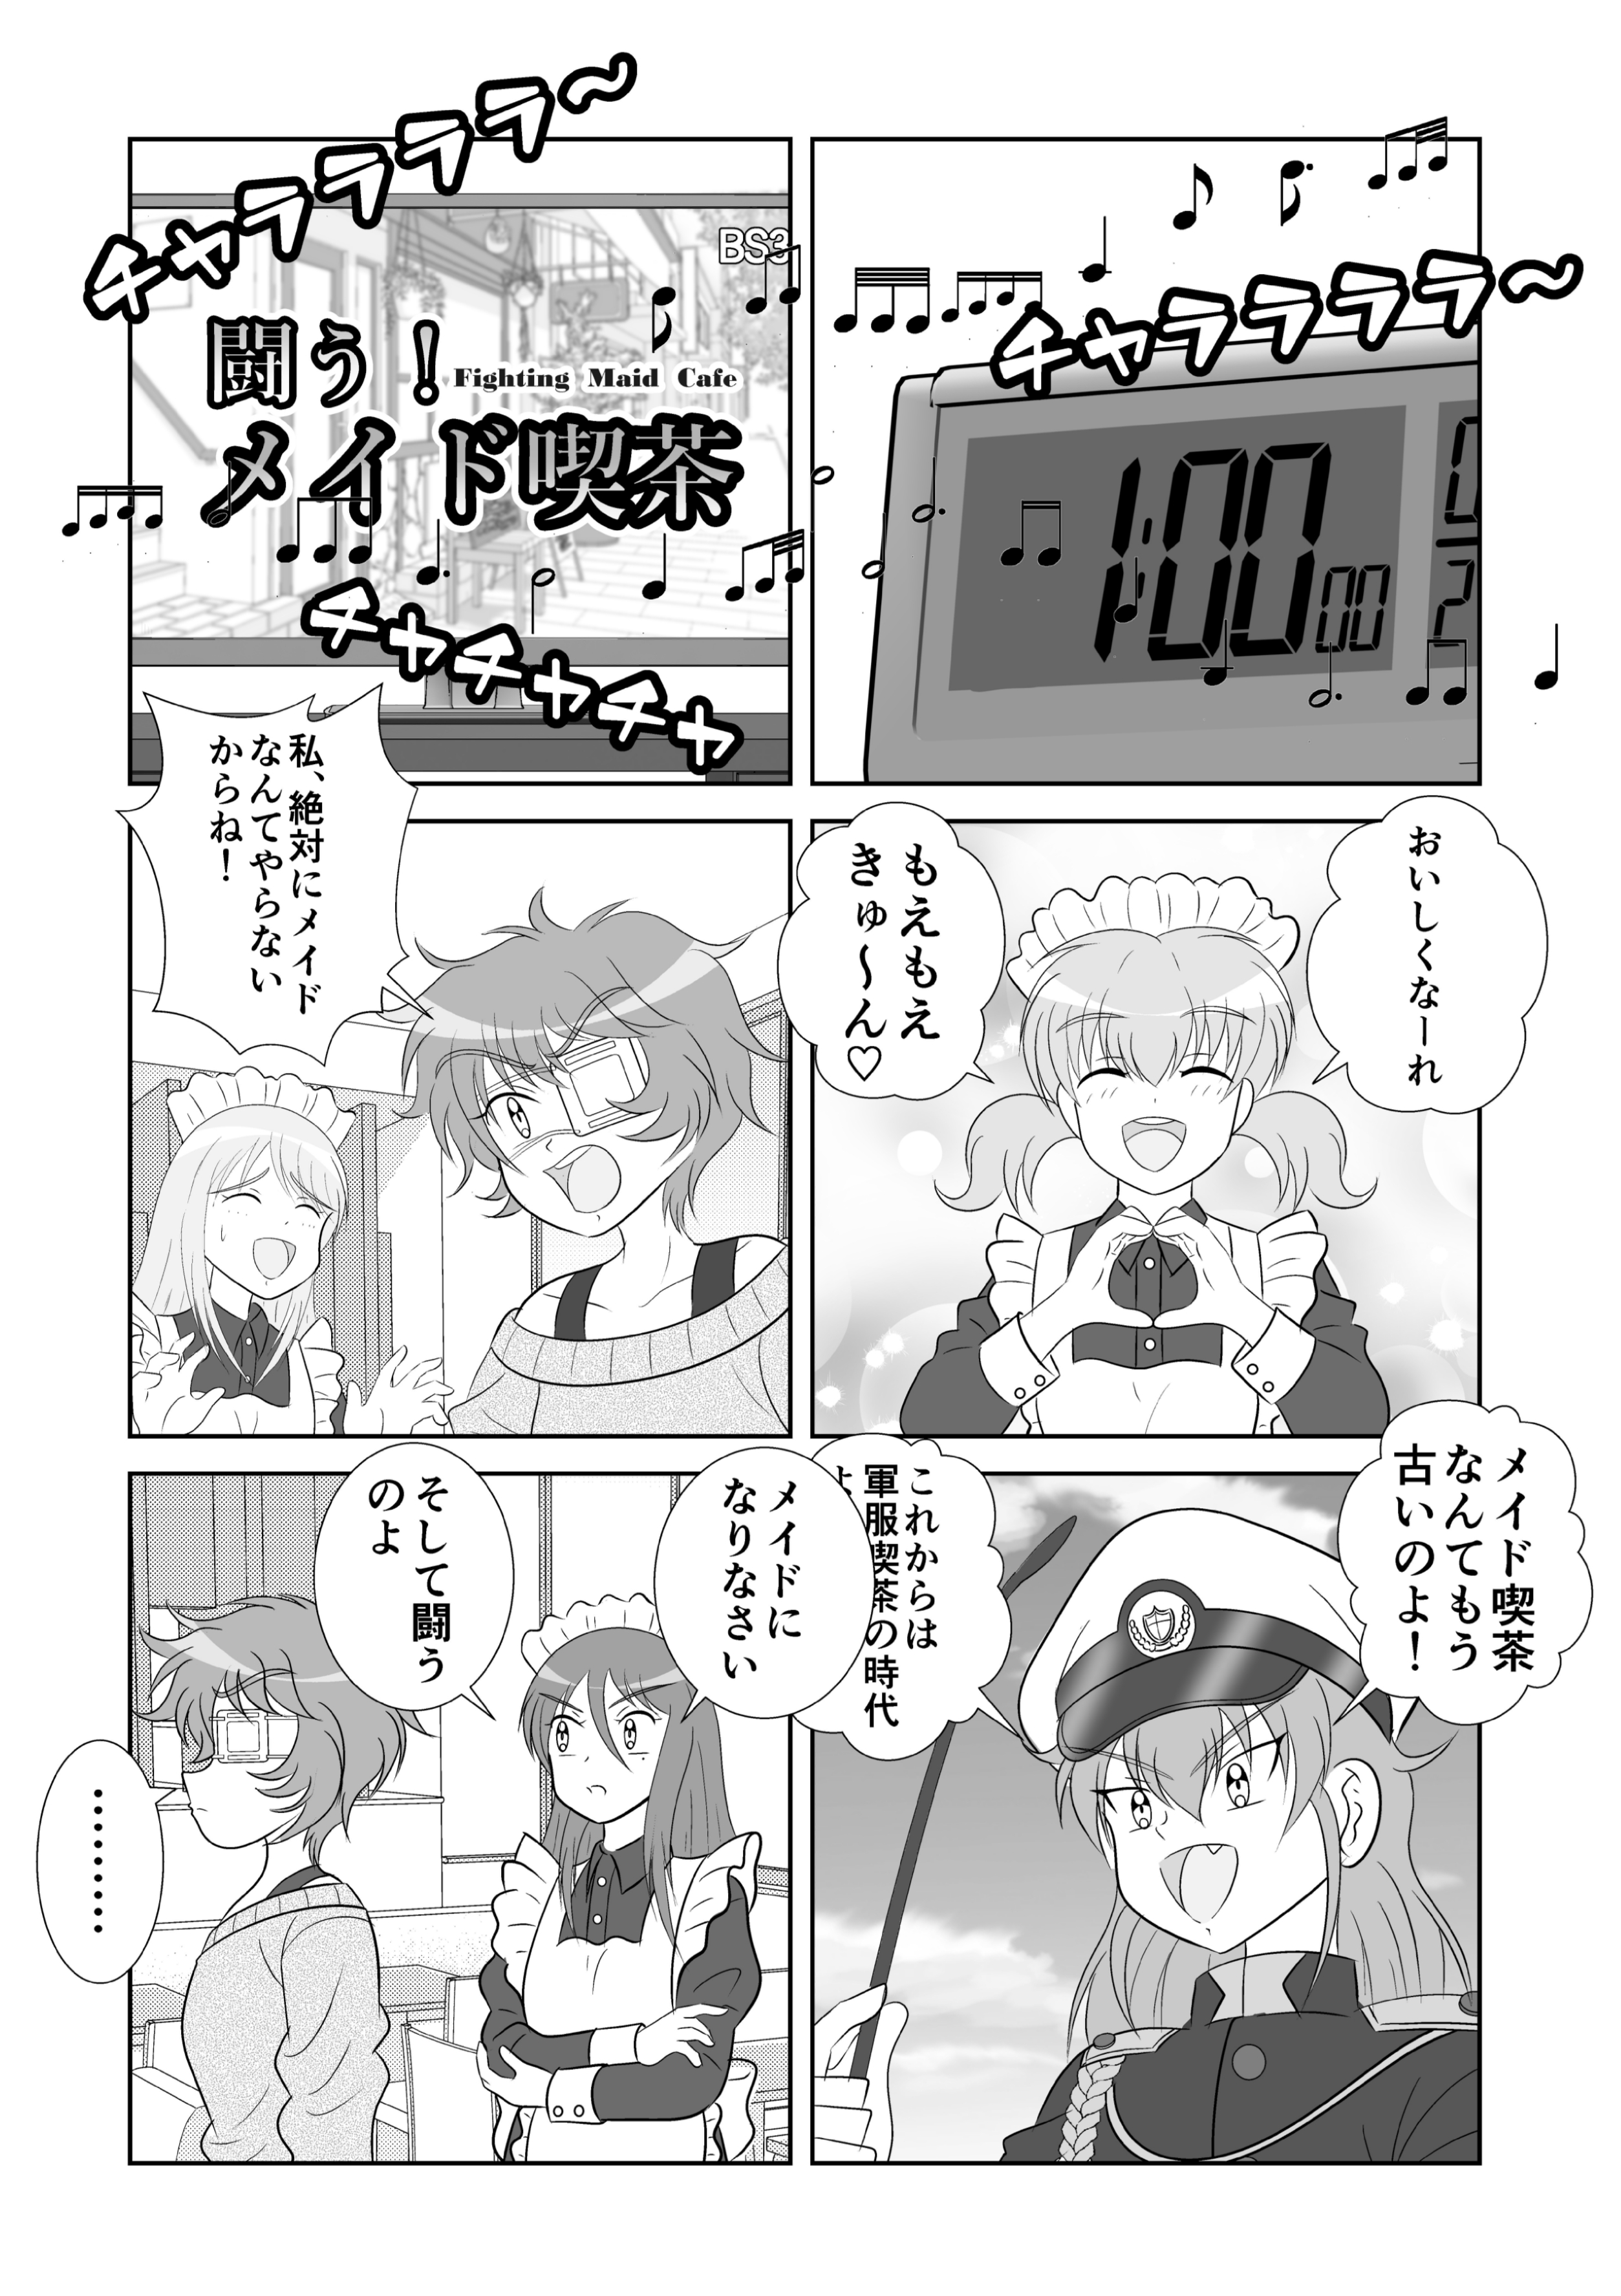 チャラララ～
1:00 00
チャラララ～
BS3
闘う！
Fighting Maid Cafe
メイド喫茶
チャチャチャ
おいしくなーれ
もえもえ
きゅ～ん♡
私、絶対にメイド
なんてやらない
からね！
メイド喫茶
なんてもう
古いのよ！
これからは
軍服喫茶の時代
よ
メイドに
なりなさい
そして闘う
のよ
………